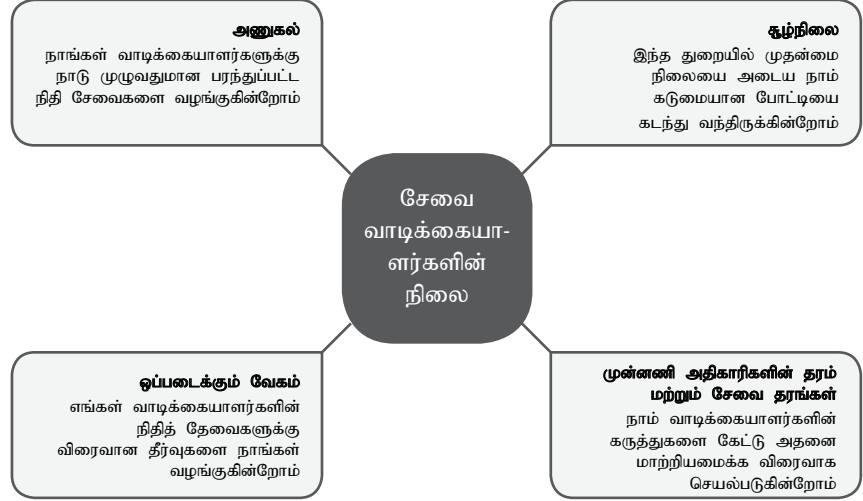 அணுகல்
நாங்கள் வாடிக்கையாளர்களுக்கு
நாடு முழுவதுமான பரந்துப்பட்ட
நிதி சேவைகளை வழங்குகின்றோம்
சூழ்நிலை
இந்த துறையில் முதன்மை
நிலையை அடைய நாம்
கடுமையான போட்டியை
கடந்து வந்திருக்கின்றோம்
சேவை
வாடிக்கையா-
ளர்களின்
நிலை
ஒப்படைக்கும் வேகம்
எங்கள் வாடிக்கையாளர்களின்
நிதித் தேவைகளுக்கு
விரைவான தீர்வுகளை நாங்கள்
வழங்குகின்றோம்
முன்னணி அதிகாரிகளின் தரம்
மற்றும் சேவை தரங்கள்
நாம் வாடிக்கையாளர்களின்
கருத்துகளை கேட்டு அதனை
மாற்றியமைக்க விரைவாக
செயல்படுகின்றோம்